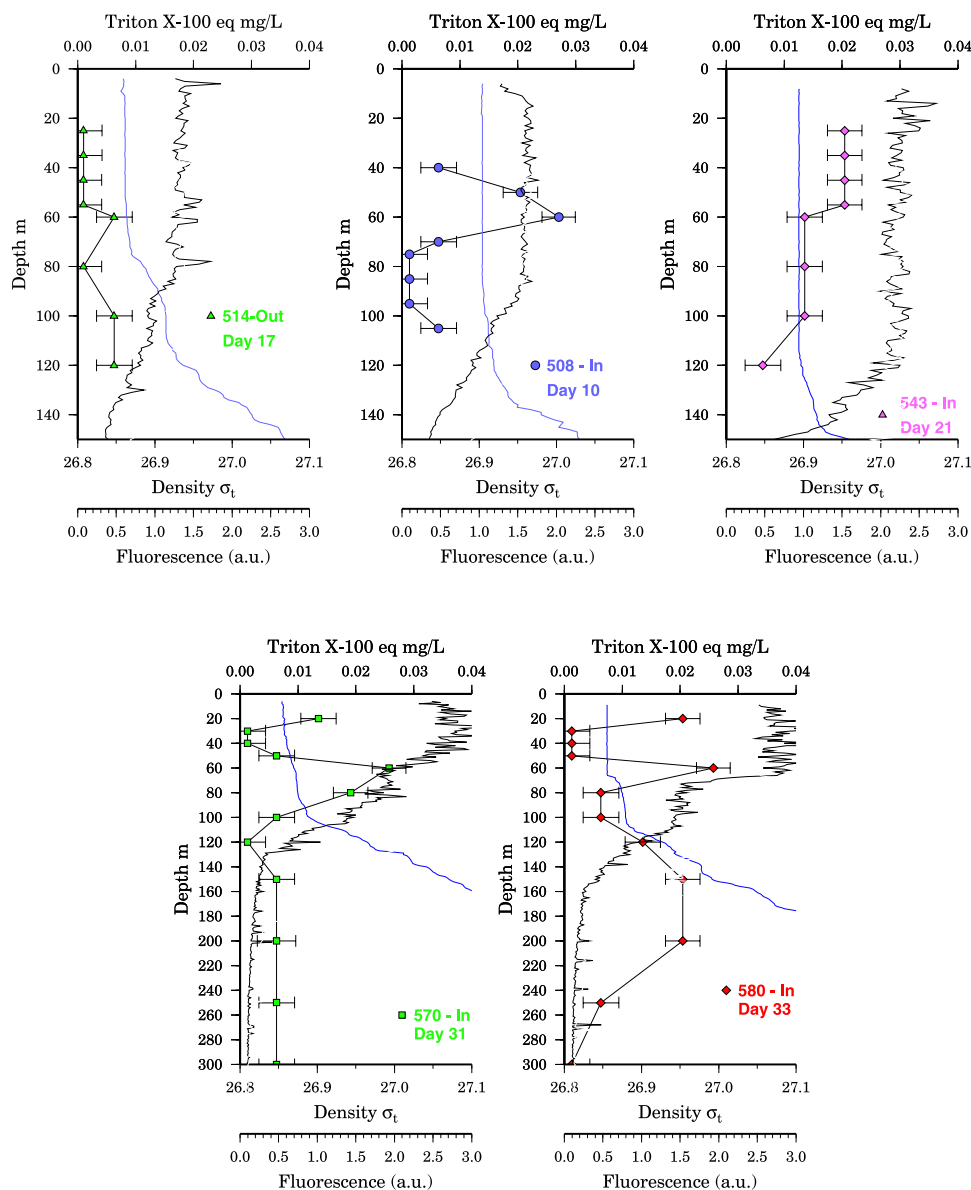 Triton X-100 eq mg/L
0.00 0.01 0.02 0.03 0.04
0
20
40
60
80
100
120
140
Depth m
514-Out
Day 17
26.8 26.9 27.0 27.1
Density σt
0.0 0.5 1.0 1.5 2.0 2.5 3.0
Fluorescence (a.u.)
Triton X-100 eq mg/L
0.00 0.01 0.02 0.03 0.04
0
20
40
60
80
100
120
140
Depth m
508 - In
Day 10
26.8 26.9 27.0 27.1
Density σt
0.0 0.5 1.0 1.5 2.0 2.5 3.0
Fluorescence (a.u.)
Triton X-100 eq mg/L
0.00 0.01 0.02 0.03 0.04
0
20
40
60
80
100
120
140
Depth m
543 - In
Day 21
26.8 26.9 27.0 27.1
Density σt
0.0 0.5 1.0 1.5 2.0 2.5 3.0
Fluorescence (a.u.)
Triton X-100 eq mg/L
0.00 0.01 0.02 0.03 0.04
0
20
40
60
80
100
120
140
160
180
200
220
240
260
280
300
Depth m
570 - In
Day 31
26.8 26.9 27.0 27.1
Density σt
0.0 0.5 1.0 1.5 2.0 2.5 3.0
Fluorescence (a.u.)
Triton X-100 eq mg/L
0.00 0.01 0.02 0.03 0.04
0
20
40
60
80
100
120
140
160
180
200
220
240
260
280
300
Depth m
580 - In
Day 33
26.8 26.9 27.0 27.1
Density σt
0.0 0.5 1.0 1.5 2.0 2.5 3.0
Fluorescence (a.u.)